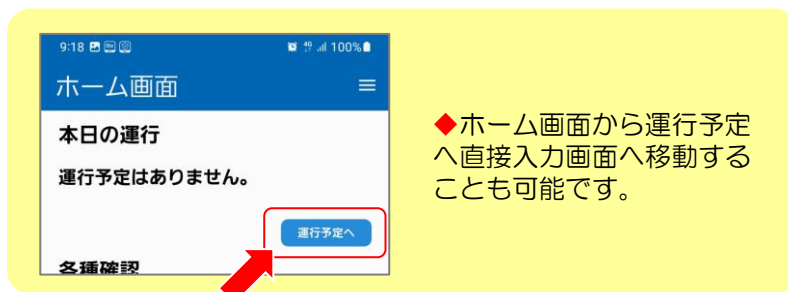 9:18
4G 100%
ホーム画面
本日の運行
運行予定はありません。
運行予定へ
各種確認
◆ホーム画面から運行予定
へ直接入力画面へ移動する
ことも可能です。